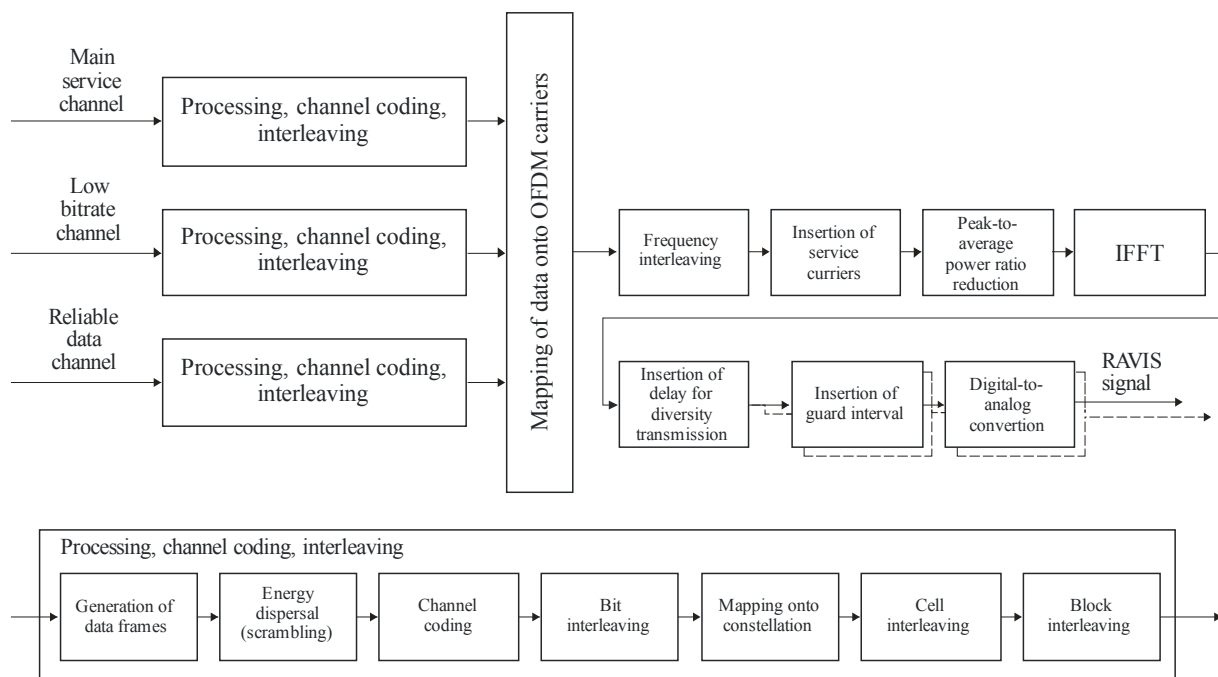 Main
service
channel
Processing, channel coding,
interleaving
Low
bitrate
channel
Processing, channel coding,
interleaving
Reliable
data
channel
Processing, channel coding,
interleaving
Mapping of data onto OFDM carriers
Frequency
interleaving
Insertion of
service
curriers
Peak-to-
average
power ratio
reduction
IFFT
Insertion of
delay for
diversity
transmission
Insertion of
guard interval
Digital-to-
analog
convertion
RAVIS
signal
Processing, channel coding, interleaving
Generation of
data frames
Energy
dispersal
(scrambling)
Channel
coding
Bit
interleaving
Mapping onto
constellation
Cell
interleaving
Block
interleaving